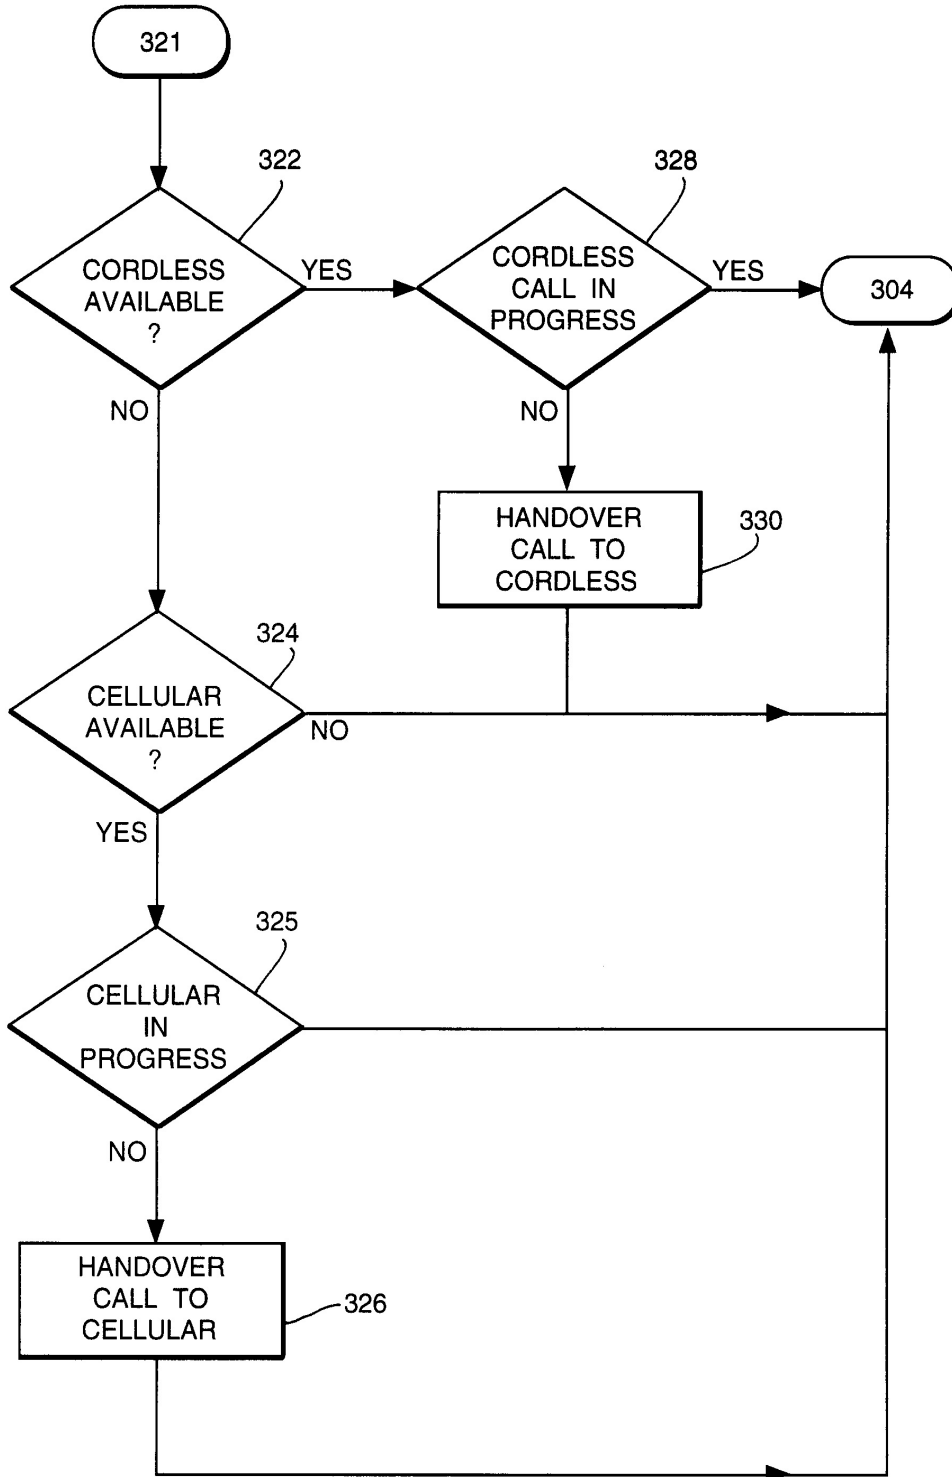 321
322
328
CORDLESS
AVAILABLE
?
YES
CORDLESS
CALL IN
PROGRESS
YES
304
NO
NO
HANDOVER
CALL TO
CORDLESS
330
324
CELLULAR
AVAILABLE
?
NO
YES
325
CELLULAR
IN
PROGRESS
NO
HANDOVER
CALL TO
CELLULAR
326